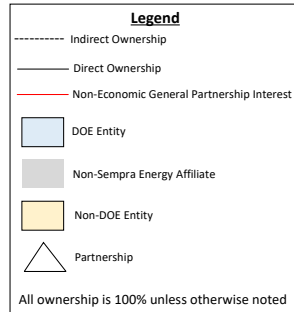 Legend
Indirect Ownership
Direct Ownership
Non-Economic General Partnership Interest
DOE Entity
Non-Sempra Energy Affiliate
Non-DOE Entity
Partnership
All ownership is 100% unless otherwise noted